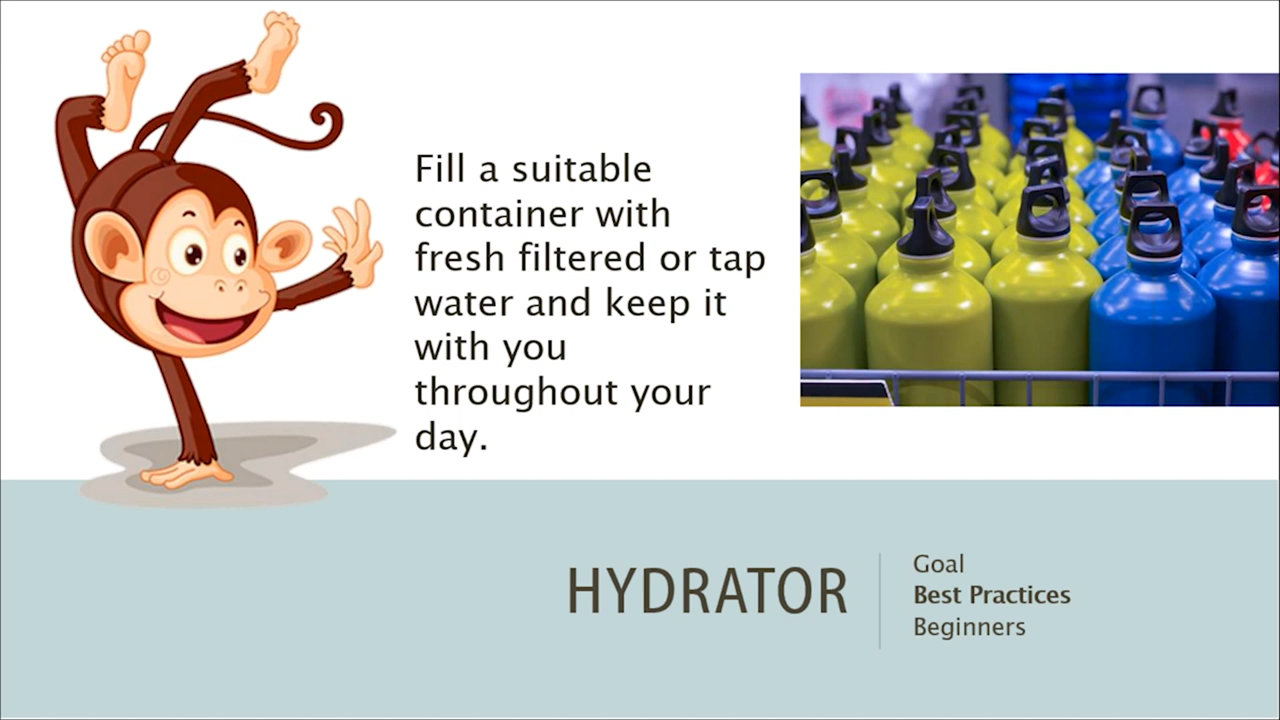 Fill a suitable
container with
fresh filtered or tap
water and keep it
with you
throughout your
day.
HYDRATOR
Goal
Best Practices
Beginners